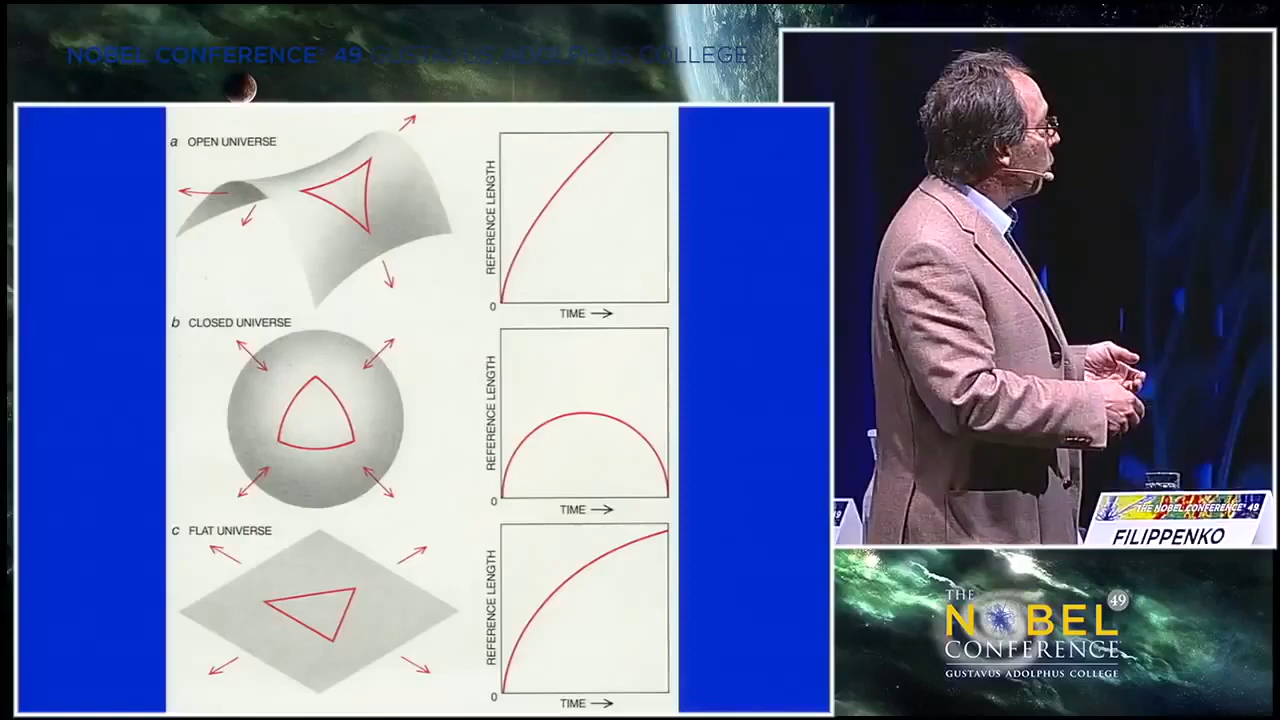 NOBEL CONFERENCE® 49 GUSTAVUS ADOLPHUS COLLEGE
a OPEN UNIVERSE
REFERENCE LENGTH
0
TIME →
b CLOSED UNIVERSE
REFERENCE LENGTH
0
TIME →
c FLAT UNIVERSE
REFERENCE LENGTH
0
TIME →
49
THE NOBEL CONFERENCE® 49
FILIPPENKO
THE
NOBEL
49
CONFERENCE
GUSTAVUS ADOLPHUS COLLEGE